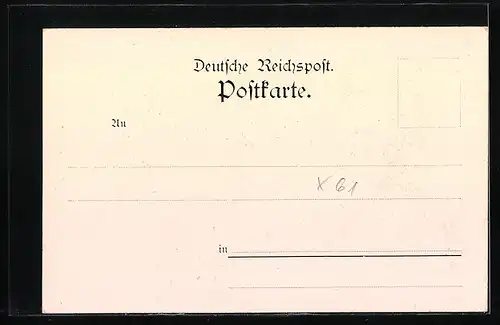 Deutsche Reichspost.
Postkarte.
An
x 61
in